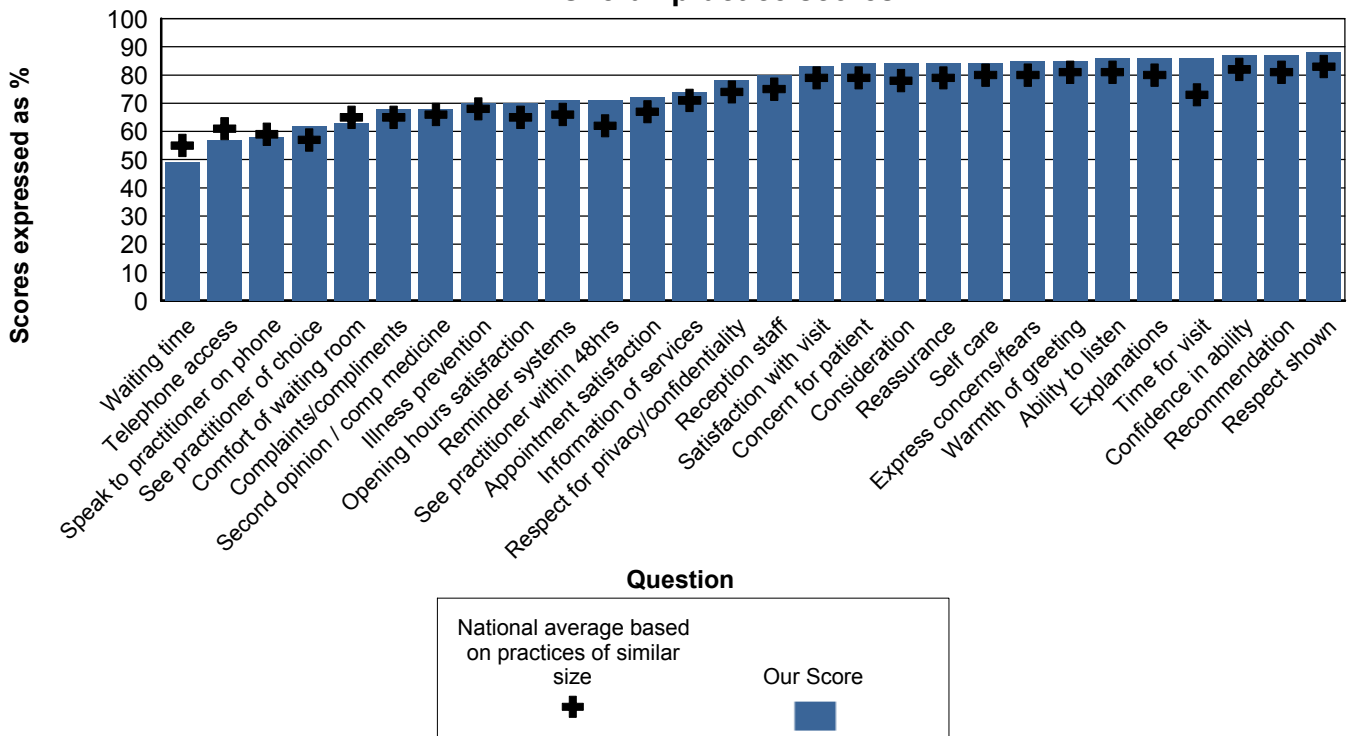 Scores expressed as %
100
90
80
70
60
50
40
30
20
10
0
Waiting time
Telephone access
Speak to practitioner on phone
See practitioner of choice
Comfort of waiting room
Complaints/compliments
Second opinion / comp medicine
Illness prevention
Opening hours satisfaction
Reminder systems
See practitioner within 48hrs
Appointment satisfaction
Information of services
Respect for privacy/confidentiality
Reception staff
Satisfaction with visit
Concern for patient
Consideration
Reassurance
Self care
Express concerns/fears
Warmth of greeting
Ability to listen
Explanations
Time for visit
Confidence in ability
Recommendation
Respect shown
Question
National average based
on practices of similar
size
Our Score